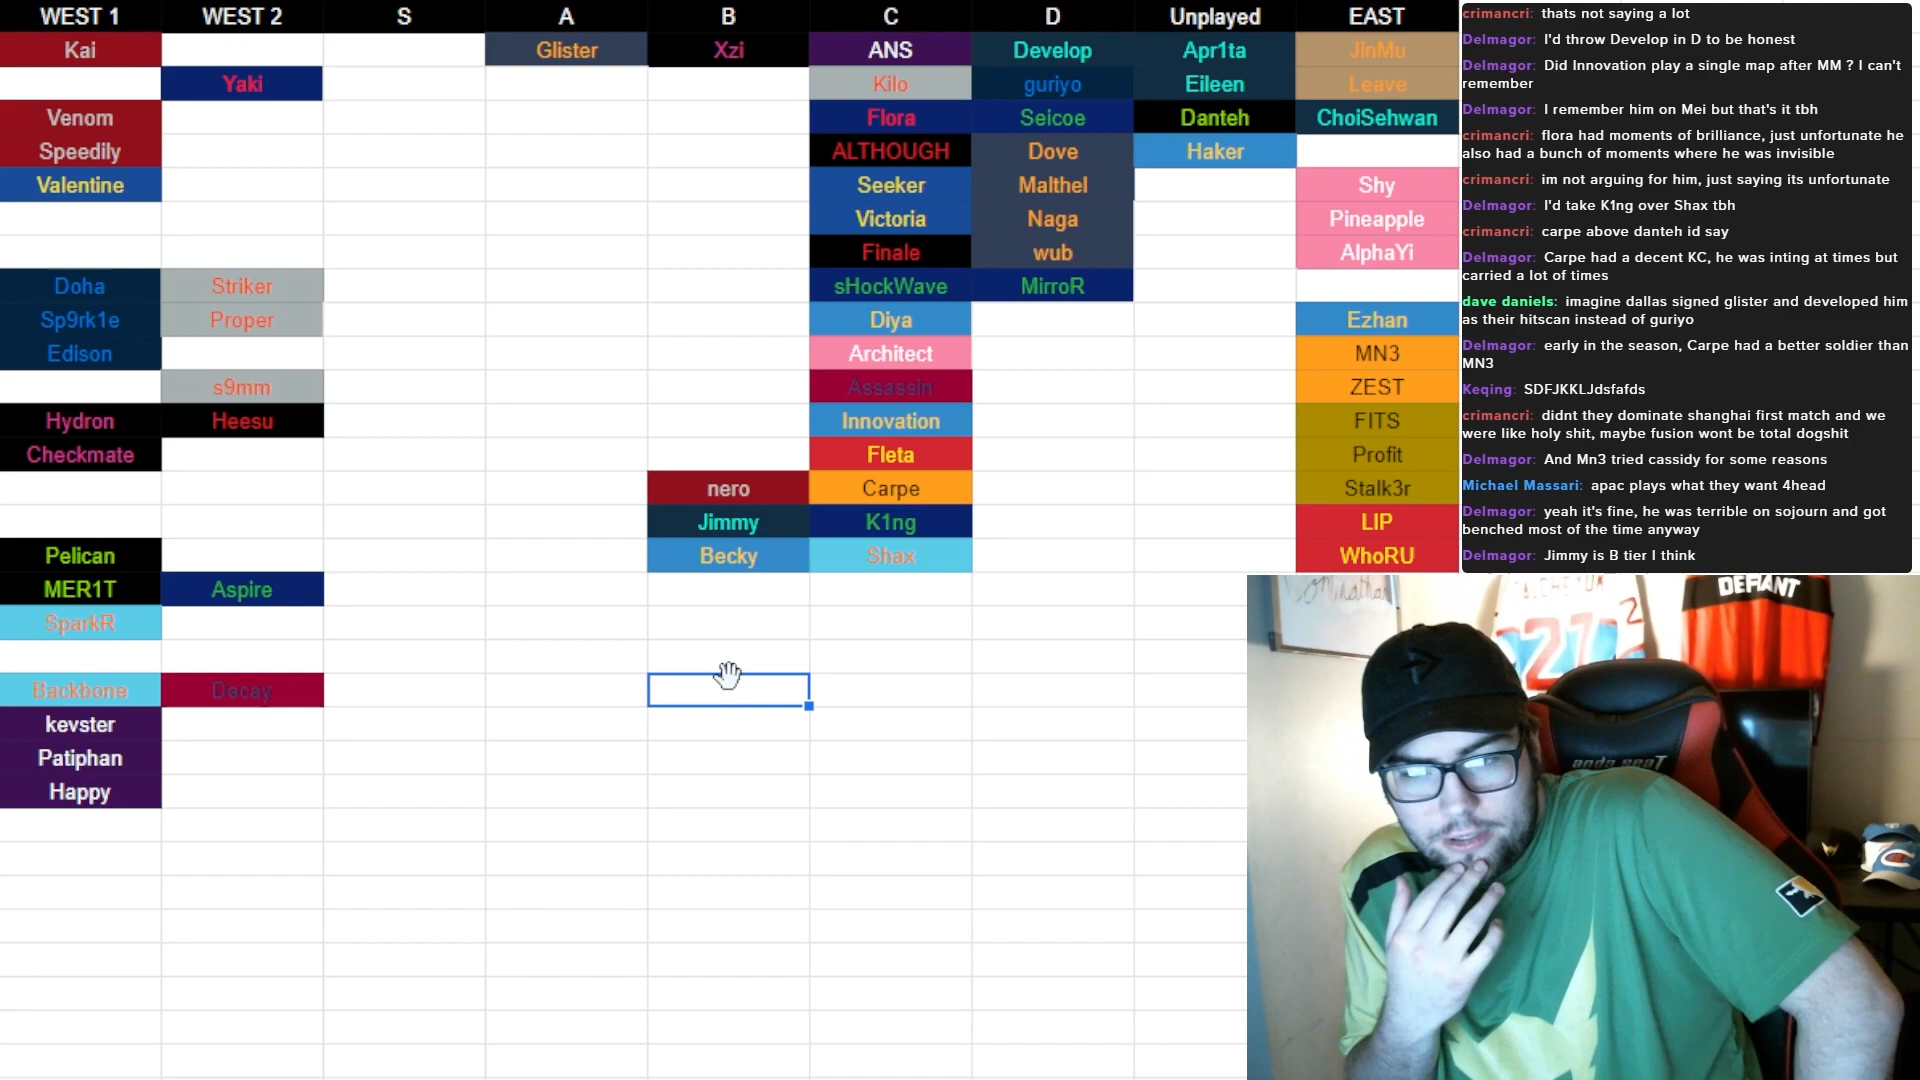 WEST 1 WEST 2 S A B C D Unplayed EAST
Kai Glister Xzi ANS Develop Apr1ta JinMu
Yaki Kilo guriyo Eileen Leave
Venom Flora Seicoe Danteh ChoiSehwan
Speedily ALTHOUGH Dove Haker
Valentine Seeker Malthel Shy
Victoria Naga Pineapple
Finale wub AlphaYi
Doha Striker sHockWave MirroR
Sp9rk1e Proper Diya Ezhan
Edison Architect MN3
s9mm Assassin ZEST
Hydron Heesu Innovation FITS
Checkmate Fleta Profit
nero Carpe Stalk3r
Jimmy K1ng LIP
Pelican Becky Shax WhoRU
MER1T Aspire
SparkR
Backbone Decay
kevster
Patiphan
Happy
crimancri: thats not saying a lot
Delmagor: I'd throw Develop in D to be honest
Delmagor: Did Innovation play a single map after MM ? I can't
remember
Delmagor: I remember him on Mei but that's it tbh
crimancri: flora had moments of brilliance, just unfortunate he
also had a bunch of moments where he was invisible
crimancri: im not arguing for him, just saying its unfortunate
Delmagor: I'd take K1ng over Shax tbh
crimancri: carpe above danteh id say
Delmagor: Carpe had a decent KC, he was inting at times but
carried a lot of times
dave daniels: imagine dallas signed glister and developed him
as their hitscan instead of guriyo
Delmagor: early in the season, Carpe had a better soldier than
MN3
Keqing: SDFJKKLJdsfafds
crimancri: didnt they dominate shanghai first match and we
were like holy shit, maybe fusion wont be total dogshit
Delmagor: And Mn3 tried cassidy for some reasons
Michael Massari: apac plays what they want 4head
Delmagor: yeah it's fine, he was terrible on sojourn and got
benched most of the time anyway
Delmagor: Jimmy is B tier I think
DEFIANT
27
2